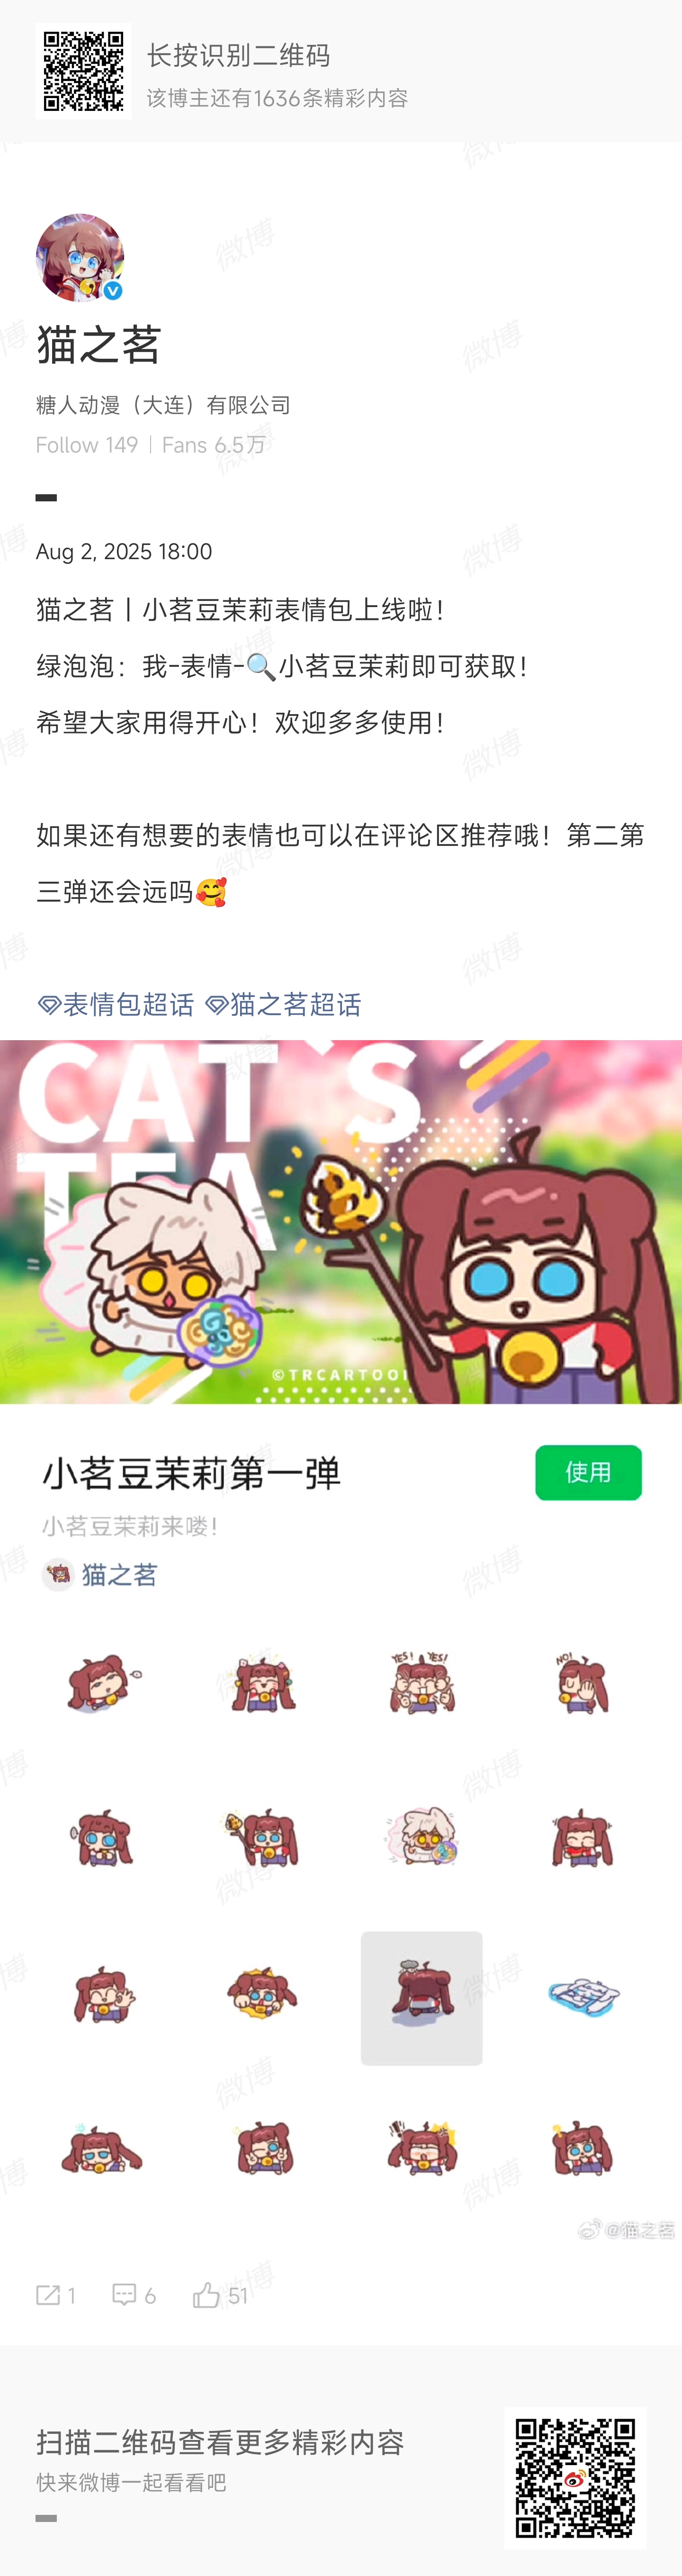 长按识别二维码
该博主还有1636条精彩内容
猫之茗
糖人动漫（大连）有限公司
Follow 149 | Fans 6.5万
Aug 2, 2025 18:00
猫之茗丨小茗豆茉莉表情包上线啦！
绿泡泡：我-表情-🔍小茗豆茉莉即可获取！
希望大家用得开心！欢迎多多使用！
如果还有想要的表情也可以在评论区推荐哦！第二第
三弹还会远吗🥰
表情包超话 猫之茗超话
CAT'S
TEA
©TRCARTOON
小茗豆茉莉第一弹
使用
小茗豆茉莉来喽！
猫之茗
YES! YES!
NO!
@猫之茗
1 6 51
扫描二维码查看更多精彩内容
快来微博一起看看吧
微博